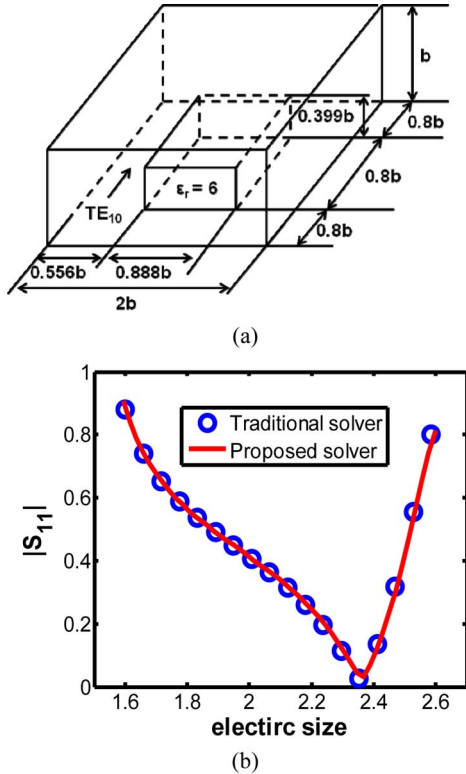 b
0.399b
0.8b
0.8b
εr = 6
TE10
0.8b
0.556b
0.888b
2b
(a)
1
0.8
0.6
0.4
0.2
0
|S11|
Traditional solver
Proposed solver
1.6 1.8 2 2.2 2.4 2.6
electirc size
(b)